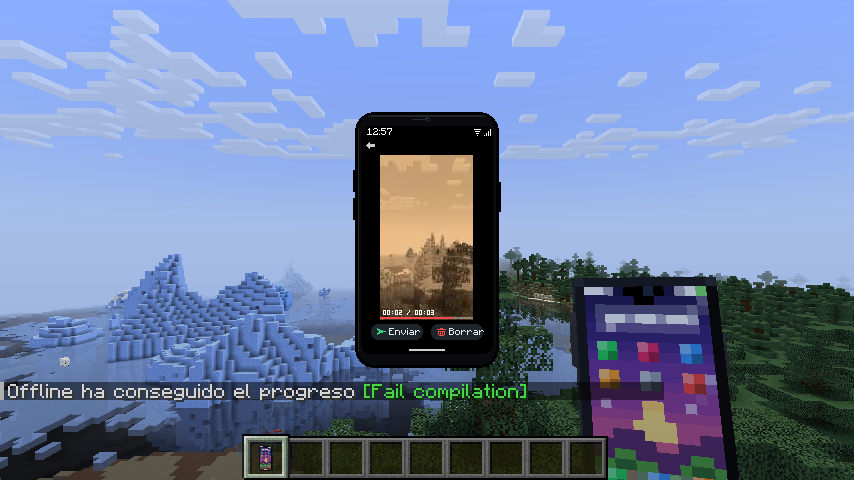 12:57
00:02 / 00:03
Enviar
Borrar
Offline ha conseguido el progreso [Fail compilation]